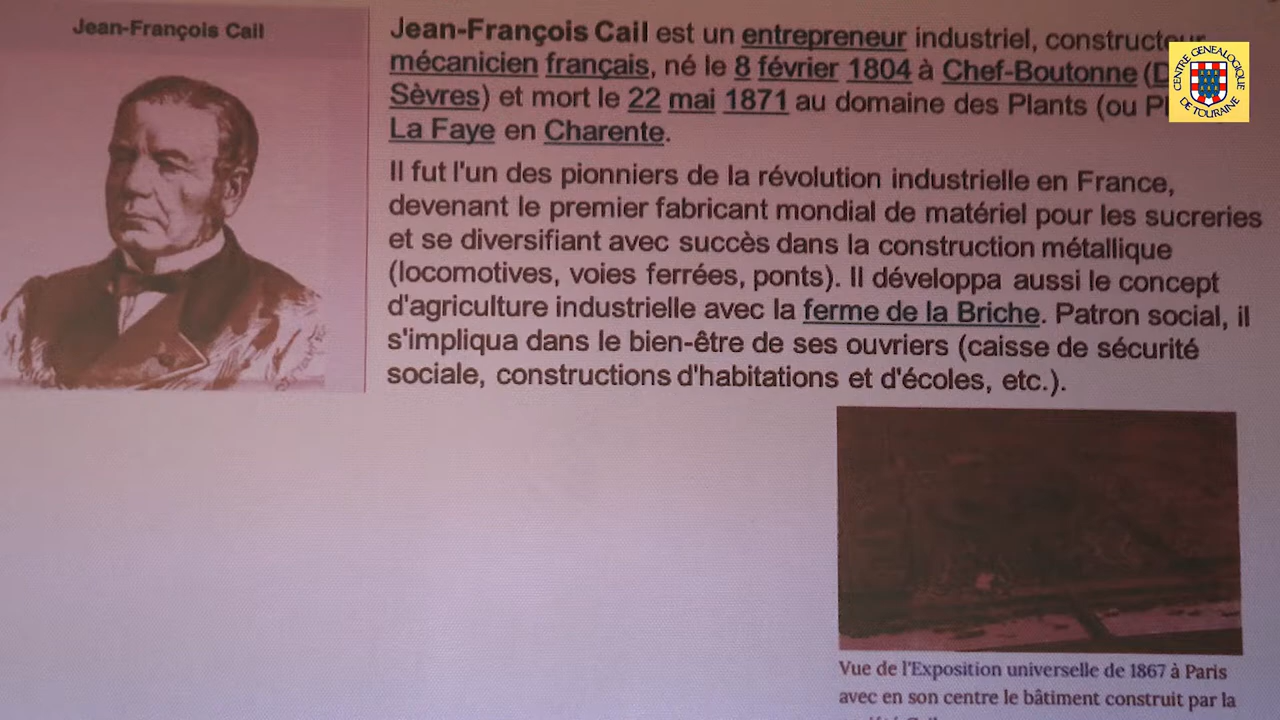 Jean-François Cail
Jean-François Cail est un entrepreneur industriel, constructeur
mécanicien français, né le 8 février 1804 à Chef-Boutonne (D
Sèvres) et mort le 22 mai 1871 au domaine des Plants (ou Pl
La Faye en Charente.
Il fut l'un des pionniers de la révolution industrielle en France,
devenant le premier fabricant mondial de matériel pour les sucreries
et se diversifiant avec succès dans la construction métallique
(locomotives, voies ferrées, ponts). Il développa aussi le concept
d'agriculture industrielle avec la ferme de la Briche. Patron social, il
s'impliqua dans le bien-être de ses ouvriers (caisse de sécurité
sociale, constructions d'habitations et d'écoles, etc.).
CENTRE GENEALOGIQUE
DE TOURAINE
Vue de l'Exposition universelle de 1867 à Paris
avec en son centre le bâtiment construit par la